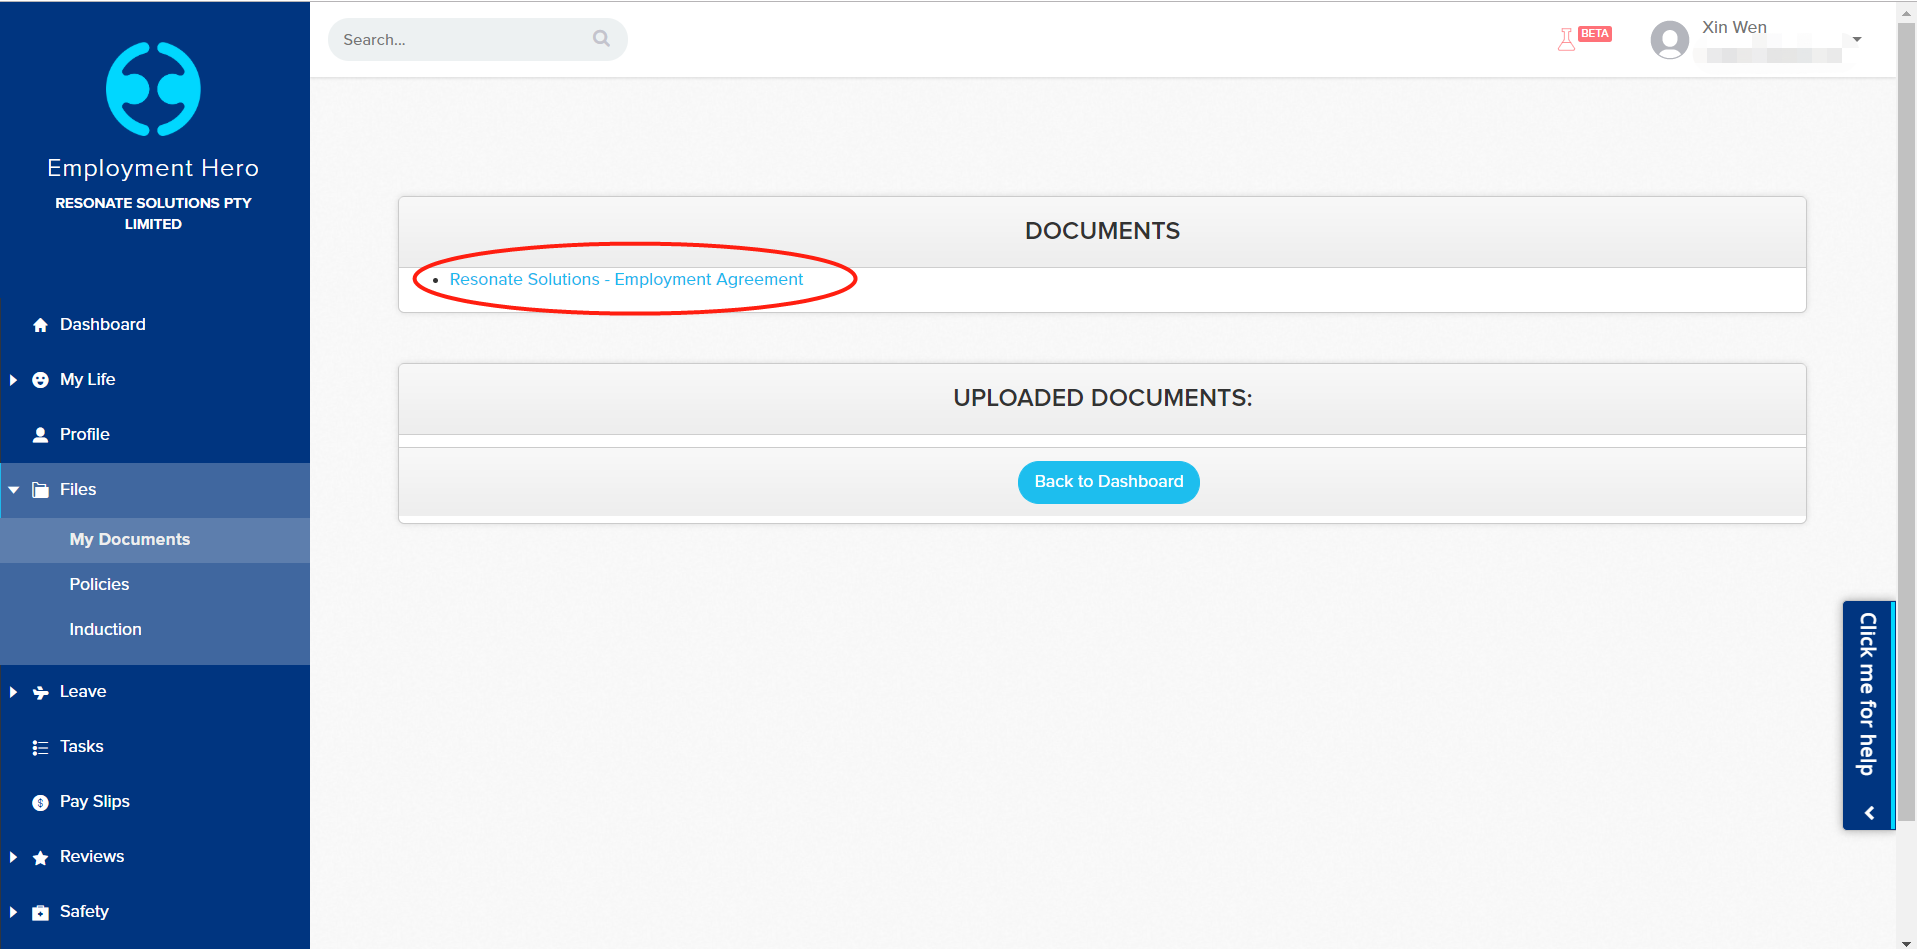 Employment Hero
RESONATE SOLUTIONS PTY
LIMITED
Dashboard
My Life
Profile
Files
My Documents
Policies
Induction
Leave
Tasks
Pay Slips
Reviews
Safety
Search...
BETA
Xin Wen
DOCUMENTS
Resonate Solutions - Employment Agreement
UPLOADED DOCUMENTS:
Back to Dashboard
Click me for help